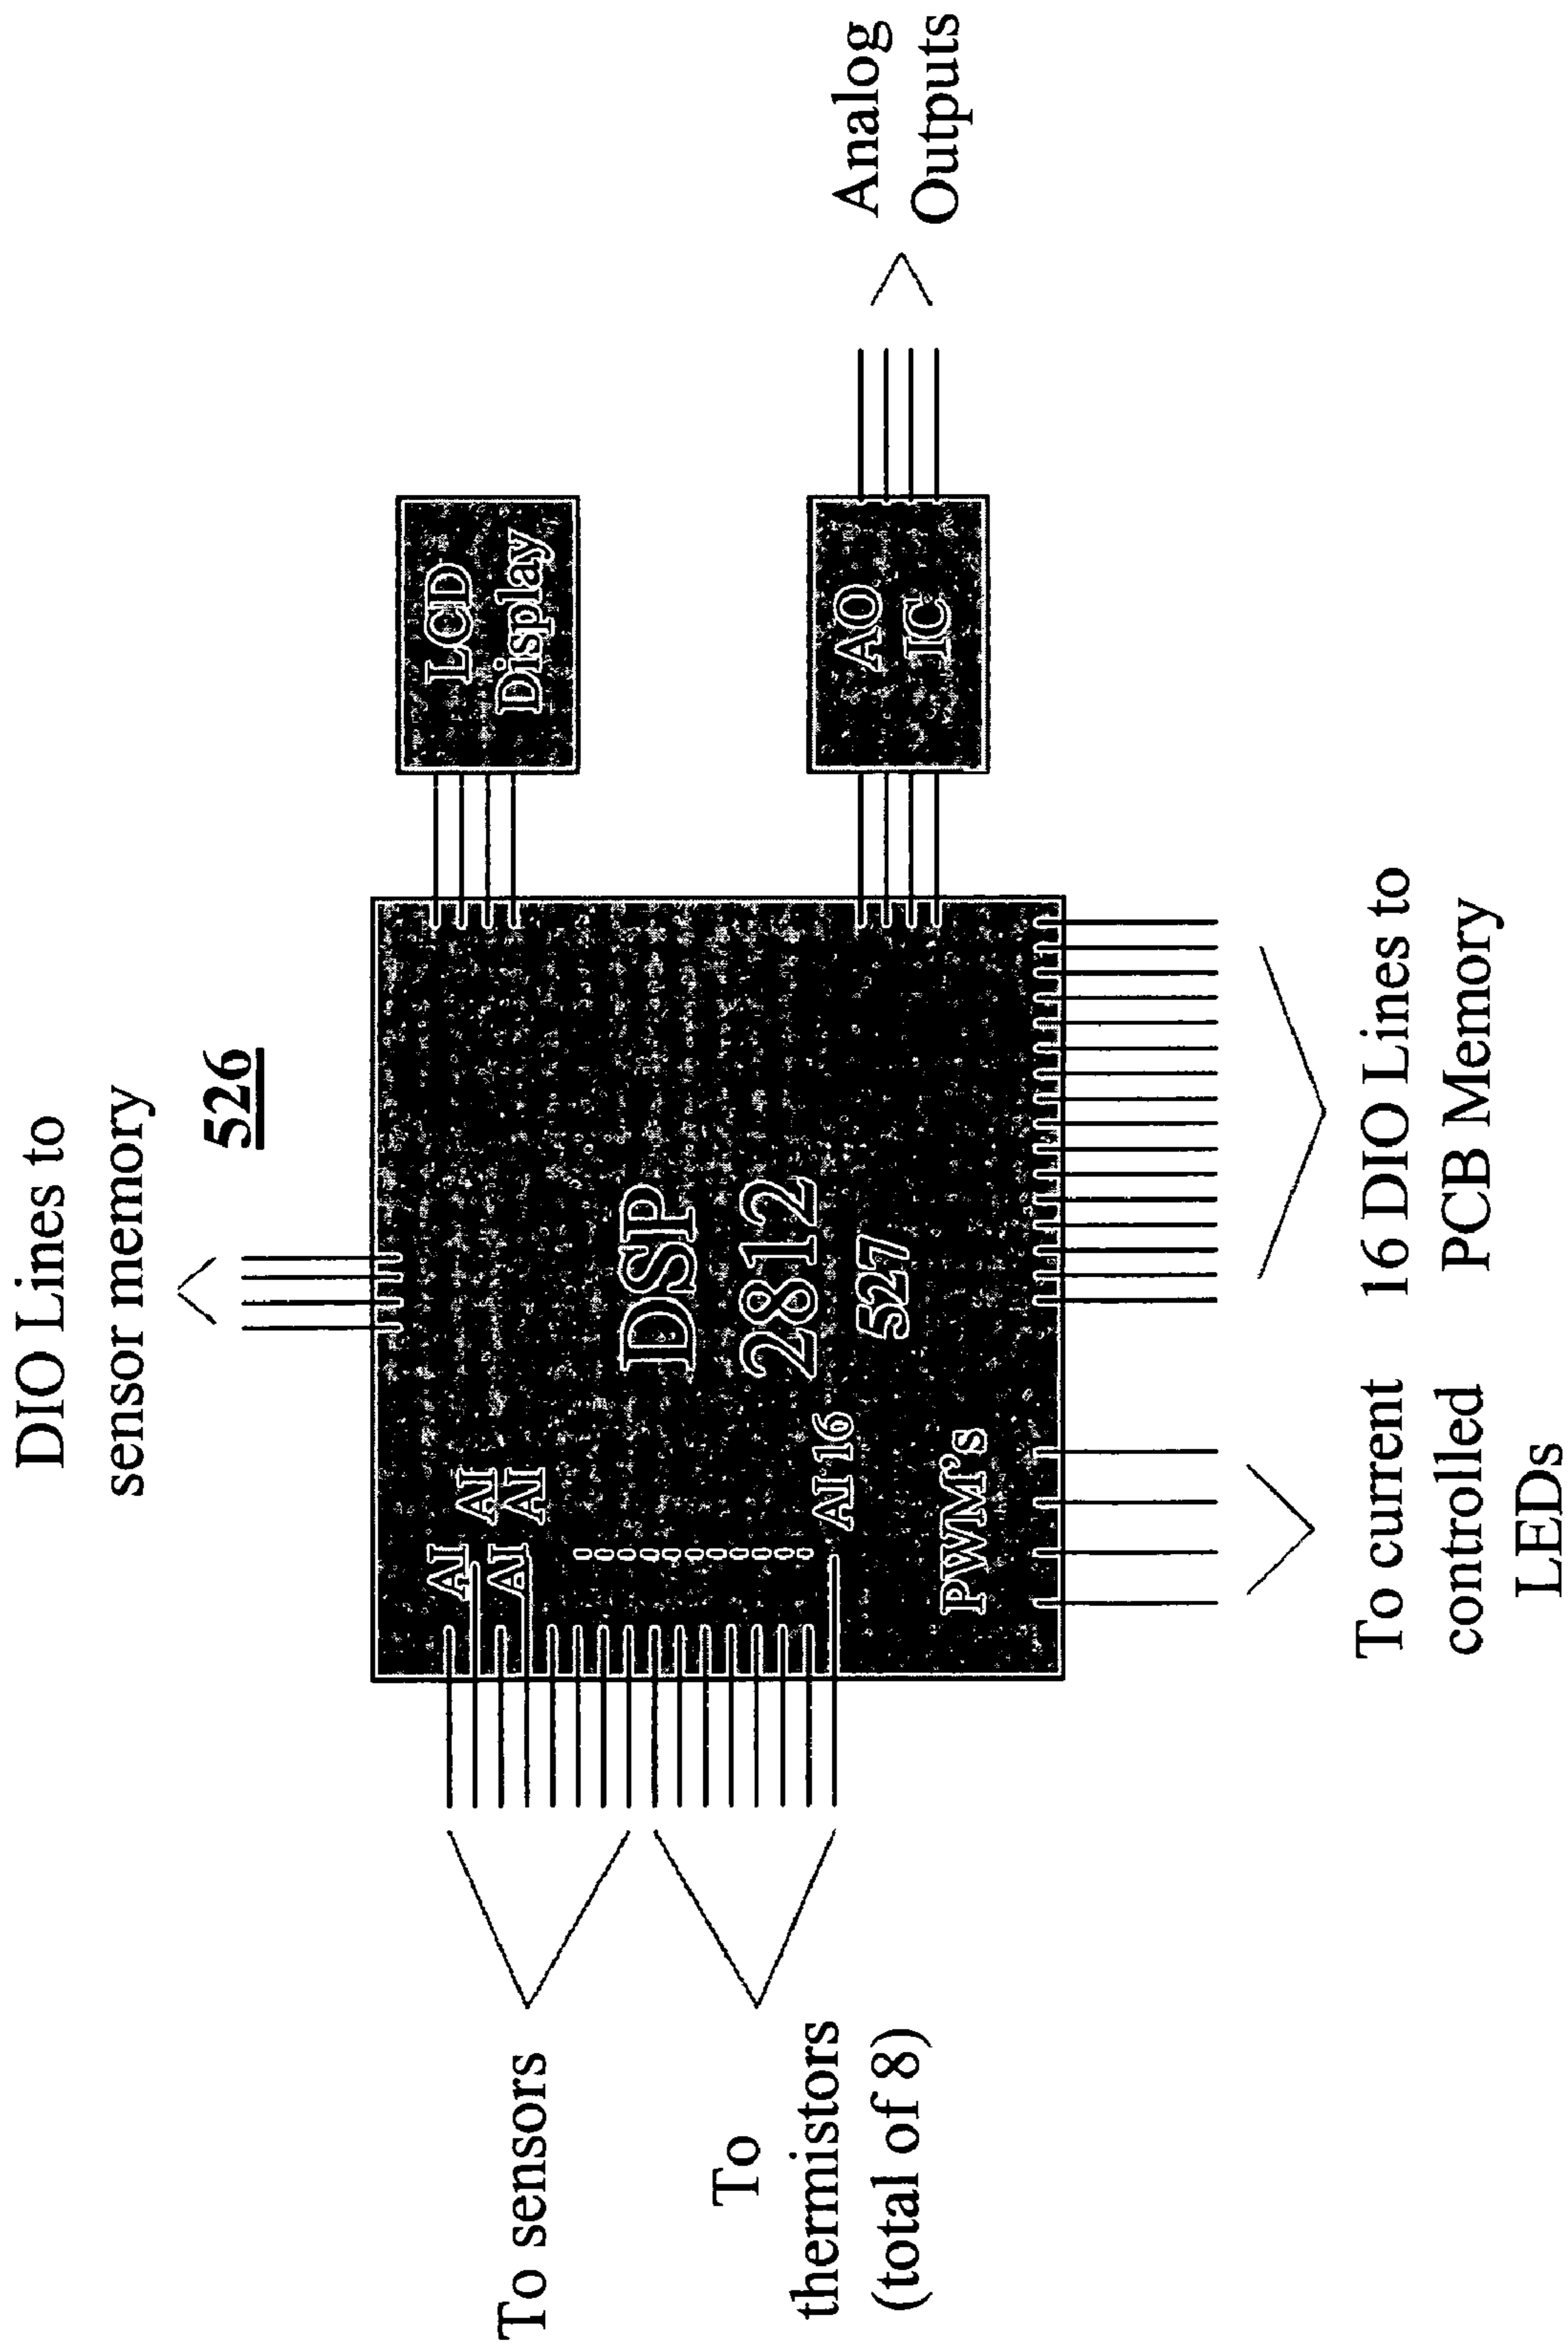 DIO Lines to
sensor memory
526
LCD
Display
AI
AI
AI
AI
DSP
2812
527
AI 16
PWM's
AO
IC
Analog
Outputs
To sensors
To
thermistors
(total of 8)
To current
controlled
LEDs
16 DIO Lines to
PCB Memory